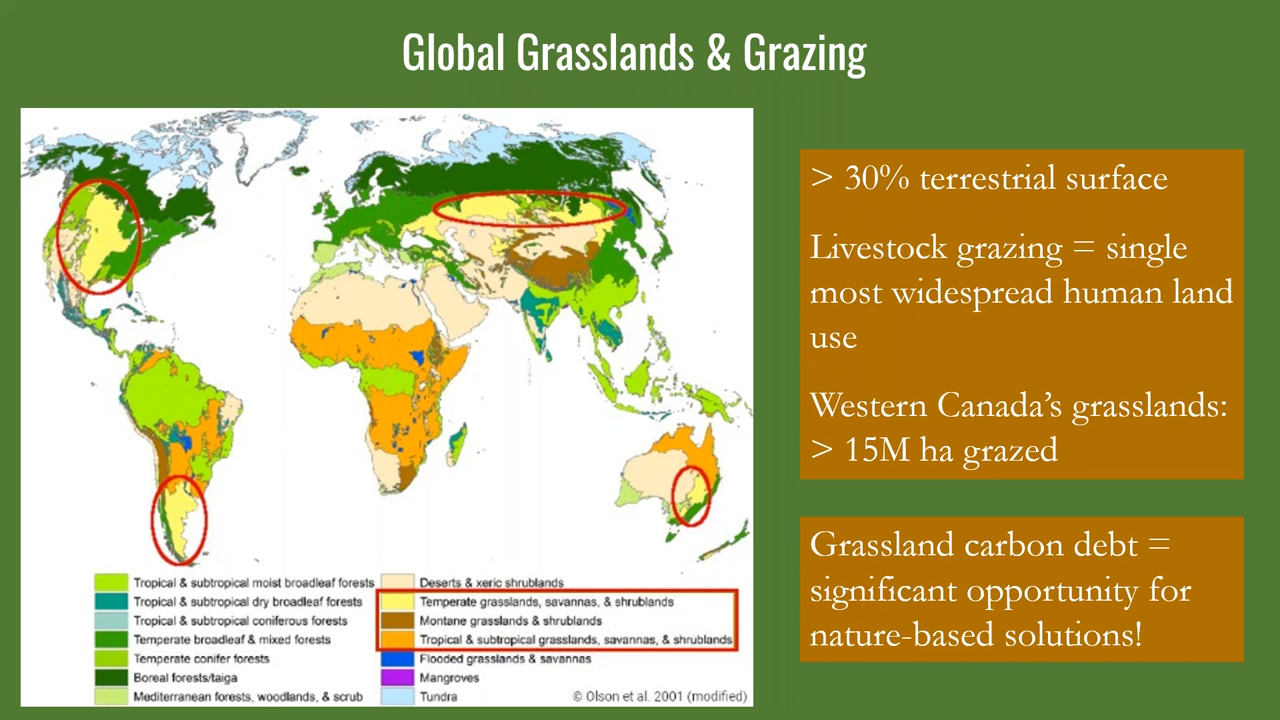 Global Grasslands & Grazing
> 30% terrestrial surface
Livestock grazing = single
most widespread human land
use
Western Canada’s grasslands:
> 15M ha grazed
Grassland carbon debt =
significant opportunity for
nature-based solutions!
Tropical & subtropical moist broadleaf forests
Tropical & subtropical dry broadleaf forests
Tropical & subtropical coniferous forests
Temperate broadleaf & mixed forests
Temperate conifer forests
Boreal forests/taiga
Mediterranean forests, woodlands, & scrub
Deserts & xeric shrublands
Temperate grasslands, savannas, & shrublands
Montane grasslands & shrublands
Tropical & subtropical grasslands, savannas, & shrublands
Flooded grasslands & savannas
Mangroves
Tundra
© Olson et al. 2001 (modified)